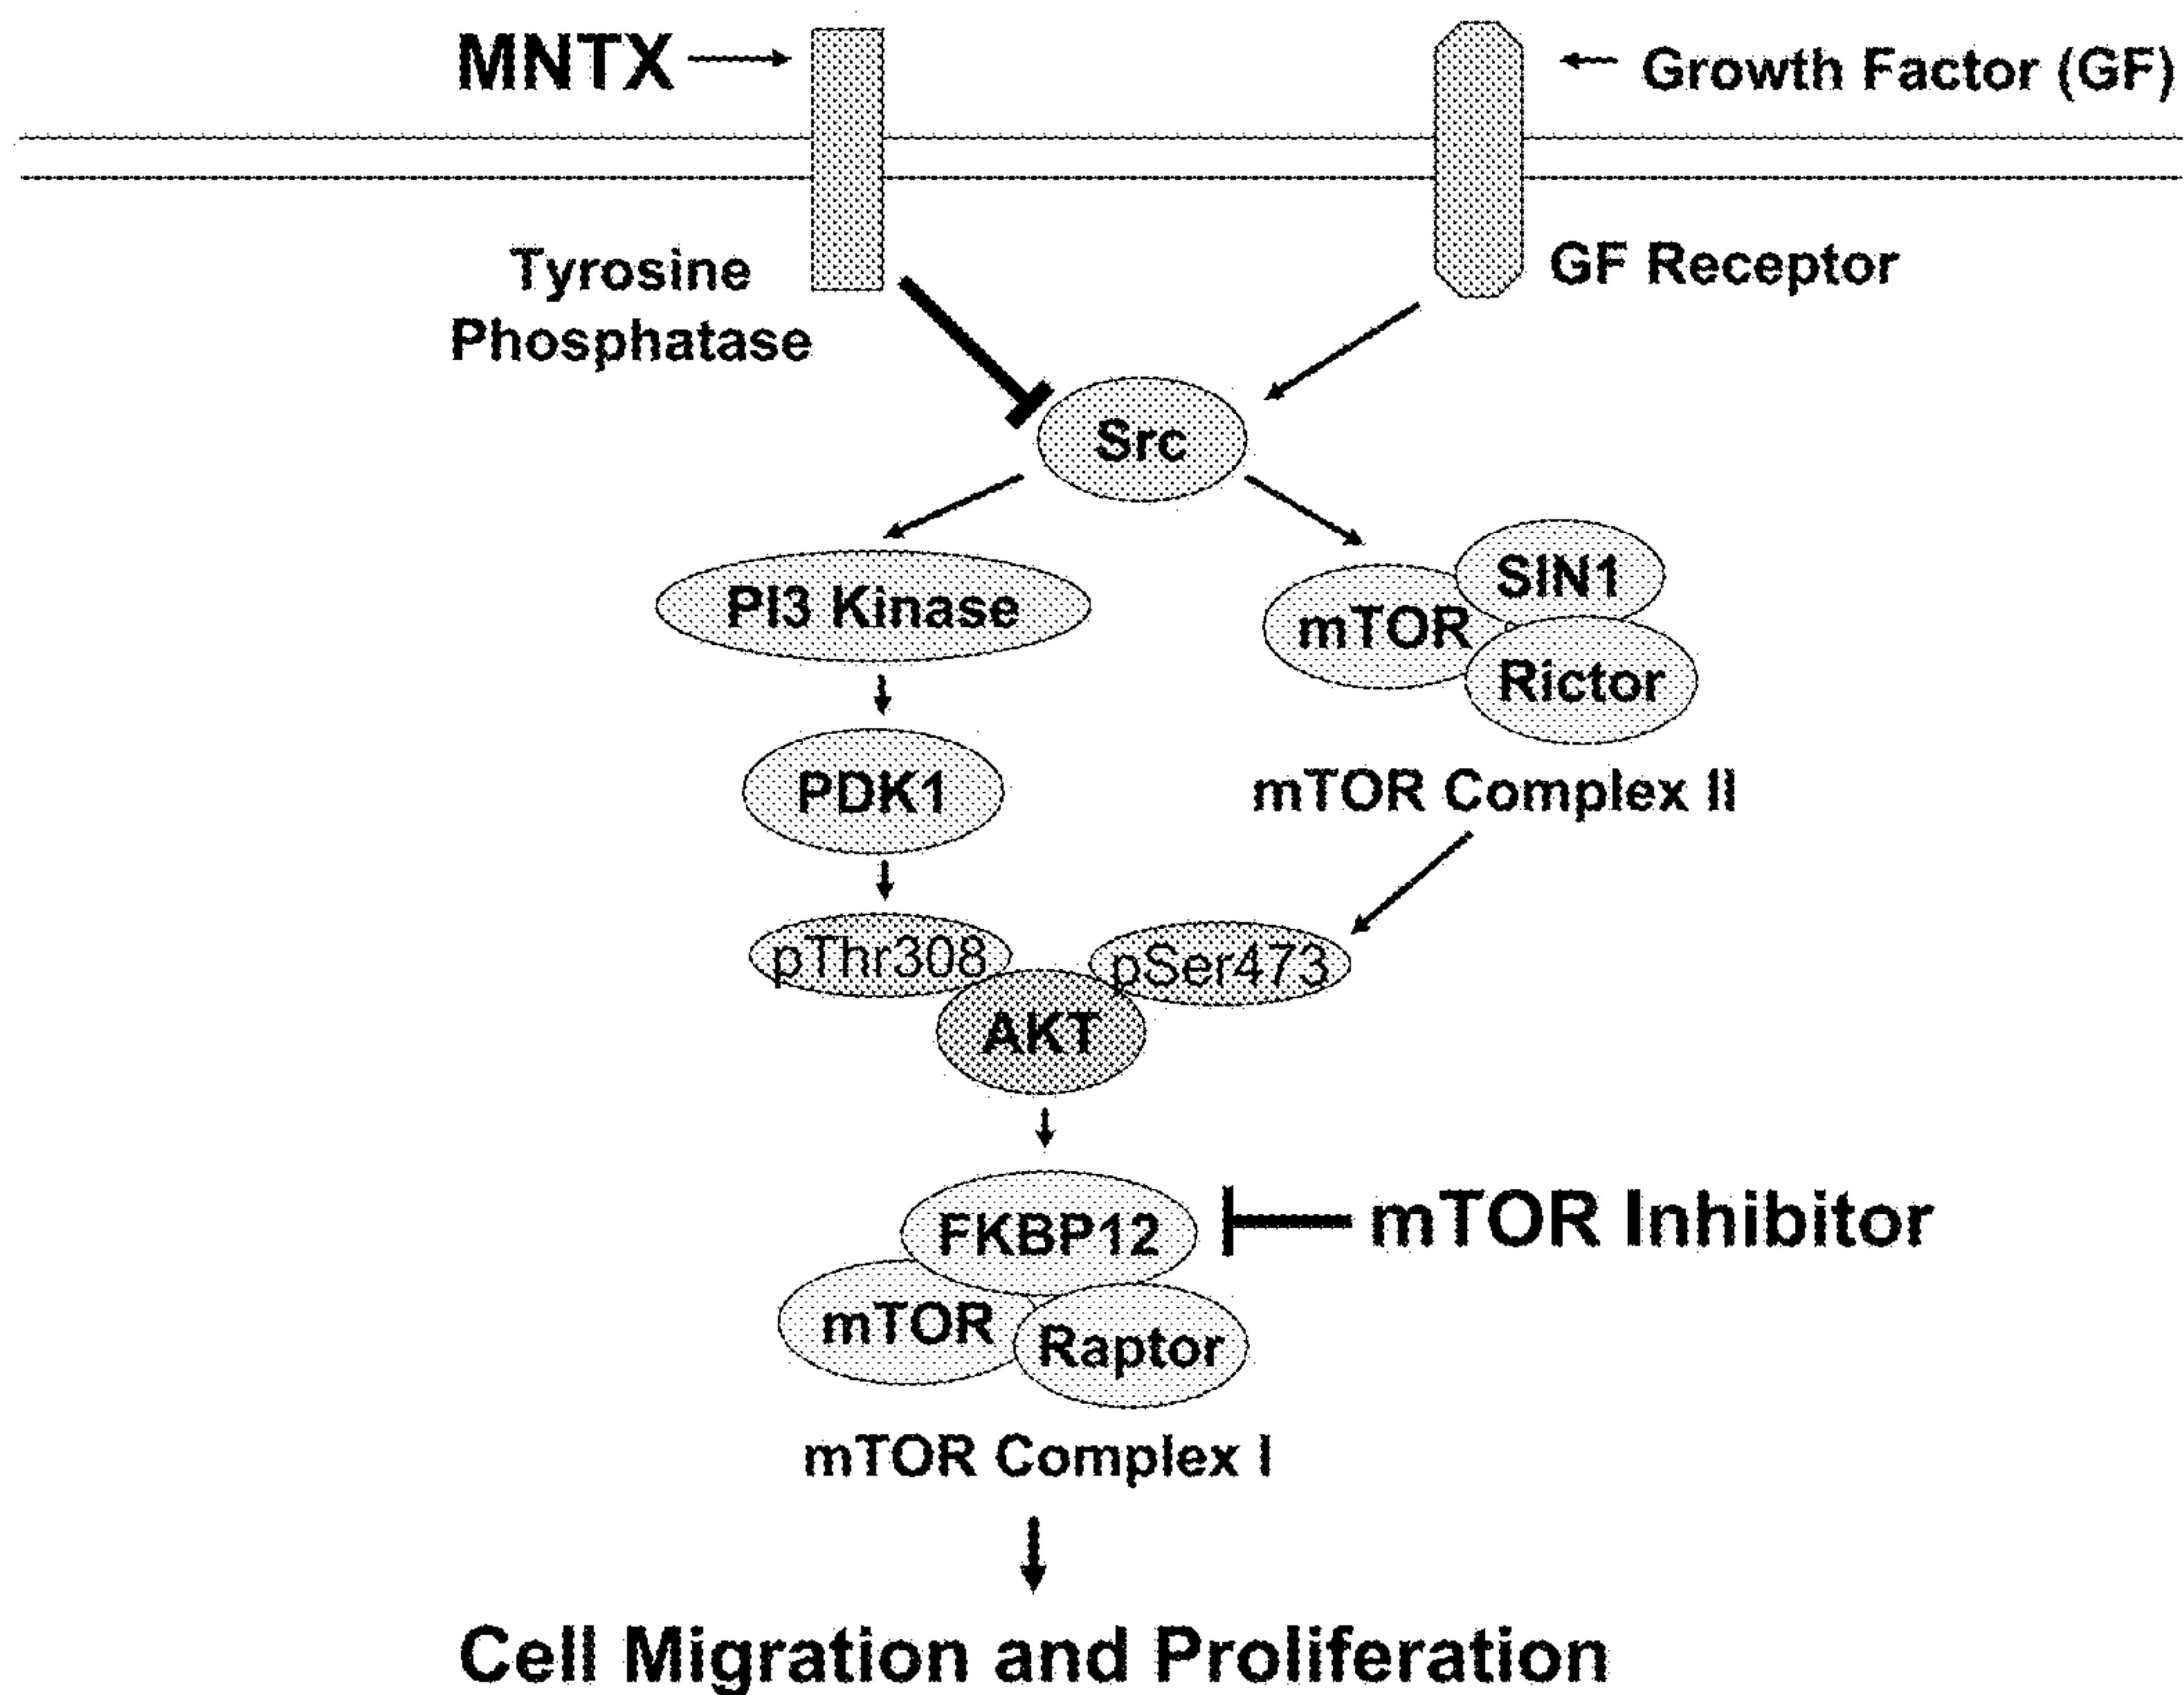 MNTX
Growth Factor (GF)
Tyrosine
Phosphatase
GF Receptor
Src
PI3 Kinase
SIN1
mTOR
Rictor
PDK1
mTOR Complex II
pThr308
pSer473
AKT
FKBP12
mTOR Inhibitor
mTOR
Raptor
mTOR Complex I
Cell Migration and Proliferation